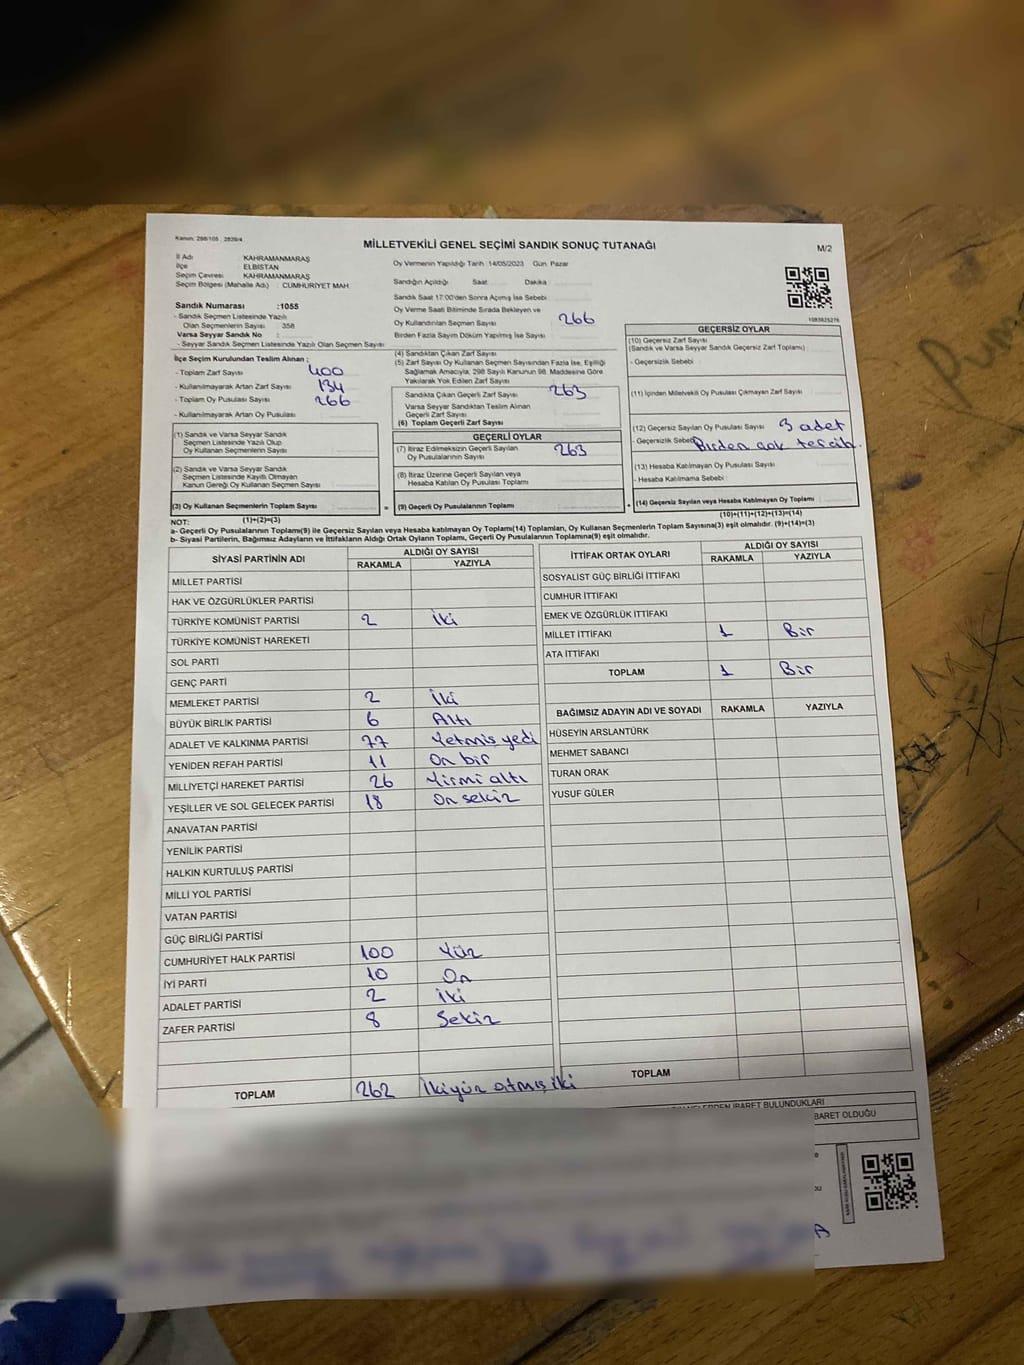 Kanun: 298/105 ; 2839/4
MİLLETVEKİLİ GENEL SEÇİMİ SANDIK SONUÇ TUTANAĞI
M/2
İl Adı : KAHRAMANMARAŞ
İlçe : ELBİSTAN
Seçim Çevresi : KAHRAMANMARAŞ
Seçim Bölgesi (Mahalle Adı) : CUMHURİYET MAH.
Sandık Numarası :1055
- Sandık Seçmen Listesinde Yazılı
Olan Seçmenlerin Sayısı : 358
Varsa Seyyar Sandık No :
- Seyyar Sandık Seçmen Listesinde Yazılı Olan Seçmen Sayısı :
İlçe Seçim Kurulundan Teslim Alınan ;
- Toplam Zarf Sayısı : 400
- Kullanılmayarak Artan Zarf Sayısı : 134
- Toplam Oy Pusulası Sayısı : 266
- Kullanılmayarak Artan Oy Pusulası :
Oy Vermenin Yapıldığı Tarih : 14/05/2023 Gün: Pazar
Sandığın Açıldığı Saat Dakika
Sandık Saat 17:00'den Sonra Açımış İse Sebebi
Oy Verme Saati Bitiminde Sırada Bekleyen ve
Oy Kullandırılan Seçmen Sayısı 266
Birden Fazla Sayım Döküm Yapılmış İse Sayısı
1083825276
(1) Sandık ve Varsa Seyyar Sandık
Seçmen Listesinde Yazılı Olup
Oy Kullanan Seçmenlerin Sayısı
(2) Sandık ve Varsa Seyyar Sandık
Seçmen Listesinde Kayıtlı Olmayan
Kanun Gereği Oy Kullanan Seçmen Sayısı
(3) Oy Kullanan Seçmenlerin Toplam Sayısı
(1)+(2)=(3)
(4) Sandıktan Çıkan Zarf Sayısı
(5) Zarf Sayısı Oy Kullanan Seçmen Sayısından Fazla İse, Eşitliği
Sağlamak Amacıyla, 298 Sayılı Kanunun 98. Maddesine Göre
Yakılarak Yok Edilen Zarf Sayısı
Sandıkta Çıkan Geçerli Zarf Sayısı 263
Varsa Seyyar Sandıktan Teslim Alınan
Geçerli Zarf Sayısı
(6) Toplam Geçerli Zarf Sayısı
GEÇERLİ OYLAR
(7) İtiraz Edilmeksizin Geçerli Sayılan
Oy Pusulalarının Sayısı 263
(8) İtiraz Üzerine Geçerli Sayılan veya
Hesaba Katılan Oy Pusulası Toplamı
= (9) Geçerli Oy Pusulalarının Toplamı +
GEÇERSİZ OYLAR
(10) Geçersiz Zarf Sayısı
(Sandık ve Varsa Seyyar Sandık Geçersiz Zarf Toplamı)
- Geçersizlik Sebebi
(11) İçinden Milletvekili Oy Pusulası Çıkmayan Zarf Sayısı
(12) Geçersiz Sayılan Oy Pusulası Sayısı 3 adet
- Geçersizlik Sebebi Birden çok tercih.
(13) Hesaba Katılmayan Oy Pusulası Sayısı
- Hesaba Katılmama Sebebi
(14) Geçersiz Sayılan veya Hesaba Katılmayan Oy Toplamı
(10)+(11)+(12)+(13)=(14)
NOT:
a- Geçerli Oy Pusulalarının Toplamı(9) ile Geçersiz Sayılan veya Hesaba katılmayan Oy Toplamı(14) Toplamları, Oy Kullanan Seçmenlerin Toplam Sayısına(3) eşit olmalıdır. (9)+(14)=(3)
b- Siyasi Partilerin, Bağımsız Adayların ve İttifakların Aldığı Ortak Oyların Toplamı, Geçerli Oy Pusulalarının Toplamına(9) eşit olmalıdır.
SİYASİ PARTİNİN ADI ALDIĞI OY SAYISI
RAKAMLA YAZIYLA
MİLLET PARTİSİ
HAK VE ÖZGÜRLÜKLER PARTİSİ
TÜRKİYE KOMÜNİST PARTİSİ 2 İki
TÜRKİYE KOMÜNİST HAREKETİ
SOL PARTİ
GENÇ PARTİ
MEMLEKET PARTİSİ 2 İki
BÜYÜK BİRLİK PARTİSİ 6 Altı
ADALET VE KALKINMA PARTİSİ 77 Yetmiş yedi
YENİDEN REFAH PARTİSİ 11 On bir
MİLLİYETÇİ HAREKET PARTİSİ 26 Yirmi altı
YEŞİLLER VE SOL GELECEK PARTİSİ 18 On sekiz
ANAVATAN PARTİSİ
YENİLİK PARTİSİ
HALKIN KURTULUŞ PARTİSİ
MİLLİ YOL PARTİSİ
VATAN PARTİSİ
GÜÇ BİRLİĞİ PARTİSİ
CUMHURİYET HALK PARTİSİ 100 Yüz
İYİ PARTİ 10 On
ADALET PARTİSİ 2 İki
ZAFER PARTİSİ 8 Sekiz
TOPLAM 262 İkiyüz atmış iki
İTTİFAK ORTAK OYLARI ALDIĞI OY SAYISI
RAKAMLA YAZIYLA
SOSYALİST GÜÇ BİRLİĞİ İTTİFAKI
CUMHUR İTTİFAKI
EMEK VE ÖZGÜRLÜK İTTİFAKI
MİLLET İTTİFAKI 1 Bir
ATA İTTİFAKI
TOPLAM 1 Bir
BAĞIMSIZ ADAYIN ADI VE SOYADI RAKAMLA YAZIYLA
HÜSEYİN ARSLANTÜRK
MEHMET SABANCI
TURAN ORAK
YUSUF GÜLER
TOPLAM
İBARET BULUNDUKLARI
OLDUĞU